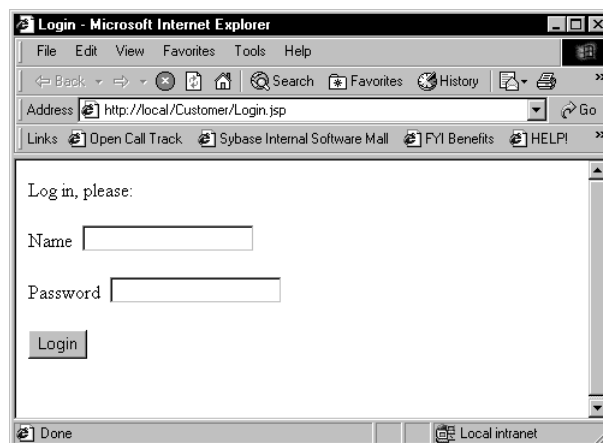 Login - Microsoft Internet Explorer
File Edit View Favorites Tools Help
Back Search Favorites History »
Address http://local/Customer/Login.jsp Go
Links Open Call Track Sybase Internal Software Mall FYI Benefits HELP! »
Log in, please:
Name
Password
Login
Done Local intranet